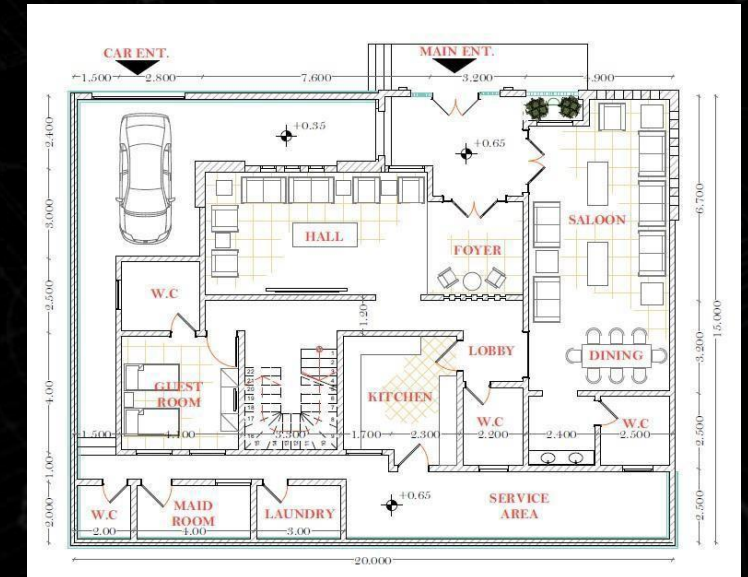 CAR ENT.
MAIN ENT.
1.500
2.800
7.600
3.200
4.900
2.400
+0.35
+0.65
3.000
6.700
HALL
SALOON
FOYER
2.500
W.C
1.20
15.000
LOBBY
DINING
3.200
4.00
GUEST
ROOM
KITCHEN
W.C
W.C
1.500
3.300
1.700
2.300
2.200
2.400
2.500
2.500
1.00
2.000
W.C
MAID
ROOM
LAUNDRY
+0.65
SERVICE
AREA
2.500
2.00
4.00
3.00
20.000